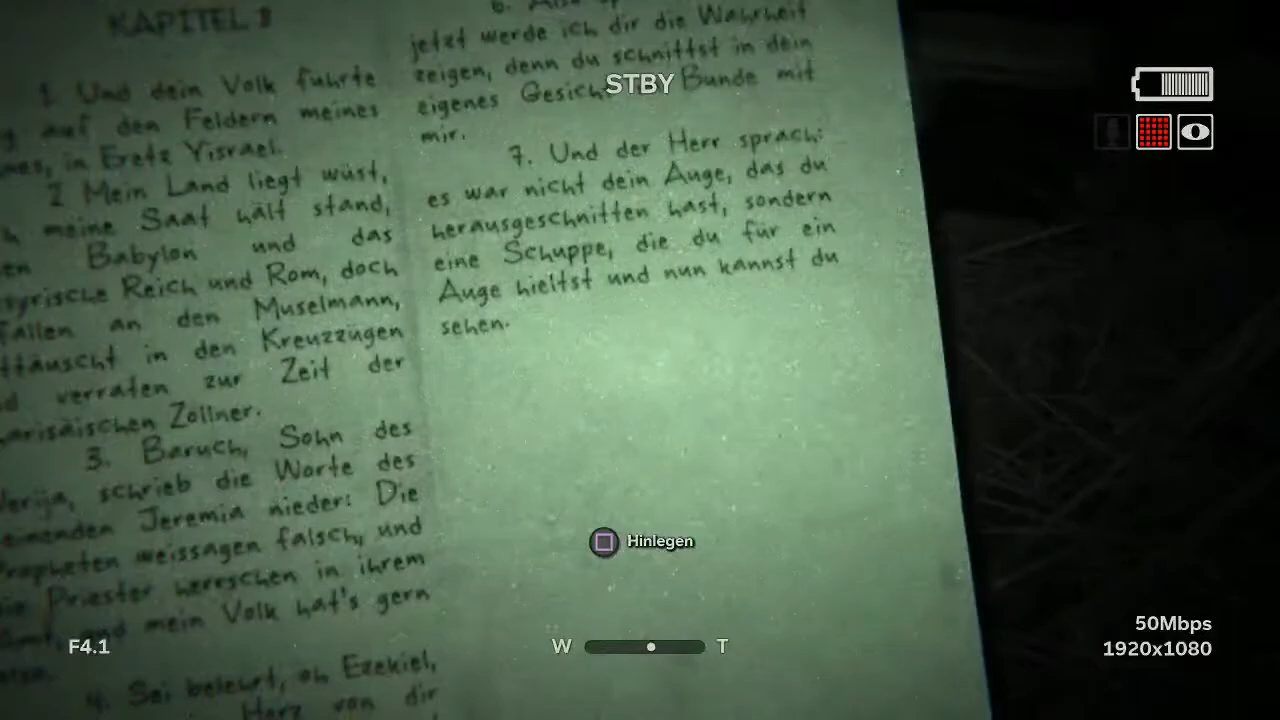 KAPITEL
1. Und dein Volk führte
auf den Feldern meines
in Eretz Yisrael.
2 Mein Land liegt wüst,
meine Saat hält stand,
Babylon und das
Reich und Rom, doch
an den Muselmann,
in den Kreuzzügen
verraten zur Zeit der
Zöllner.
3. Baruch, Sohn des
schrieb die Worte des
Jeremia nieder: Die
Propheten weissagen falsch, und
die Priester herrschen in ihrem
und mein Volk hat's gern
4. Sei belehrt, oh Ezekiel,
Herz von dir
6. Also
jetzt werde ich dir die Wahrheit
zeigen, denn du schnittst in dein
eigenes Bunde mit
mir.
7. Und der Herr sprach:
es war nicht dein Auge, das du
herausgeschnitten hast, sondern
eine Schuppe, die du für ein
Auge hieltst und nun kannst du
sehen.
STBY
Hinlegen
F4.1
W T
50Mbps
1920x1080